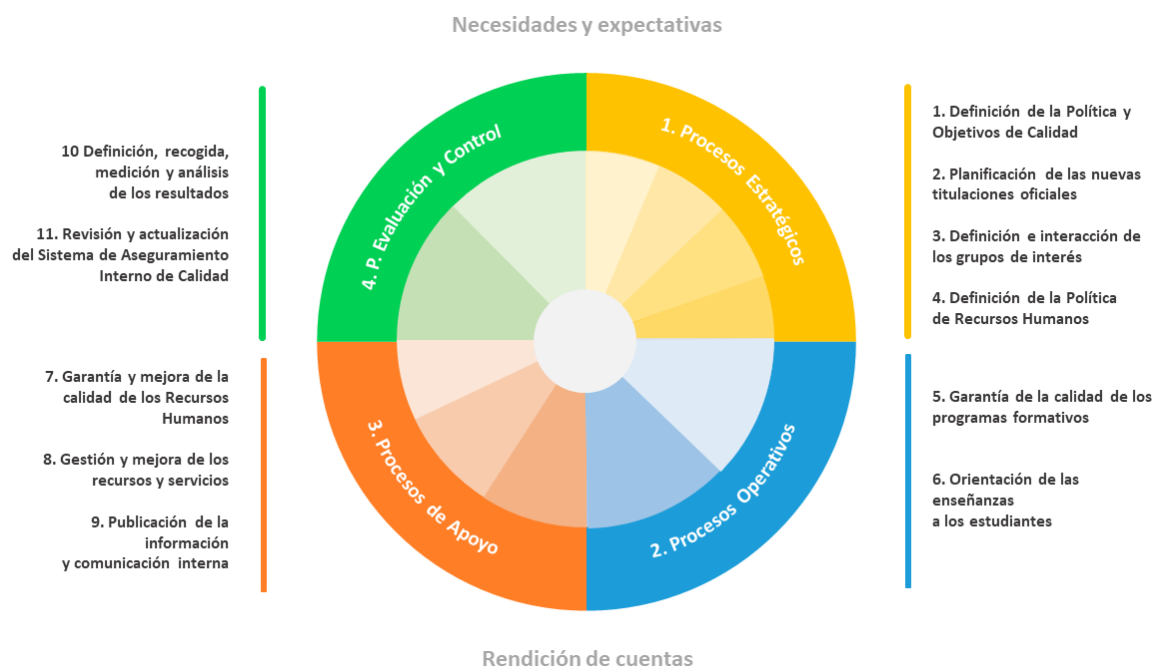 Necesidades y expectativas
1. Procesos Estratégicos
2. Procesos Operativos
3. Procesos de Apoyo
4. P. Evaluación y Control
1. Definición de la Política y
Objetivos de Calidad
2. Planificación de las nuevas
titulaciones oficiales
3. Definición e interacción de
los grupos de interés
4. Definición de la Política
de Recursos Humanos
5. Garantía de la calidad de los
programas formativos
6. Orientación de las
enseñanzas
a los estudiantes
7. Garantía y mejora de la
calidad de los Recursos
Humanos
8. Gestión y mejora de los
recursos y servicios
9. Publicación de la
información
y comunicación interna
10 Definición, recogida,
medición y análisis
de los resultados
11. Revisión y actualización
del Sistema de Aseguramiento
Interno de Calidad
Rendición de cuentas